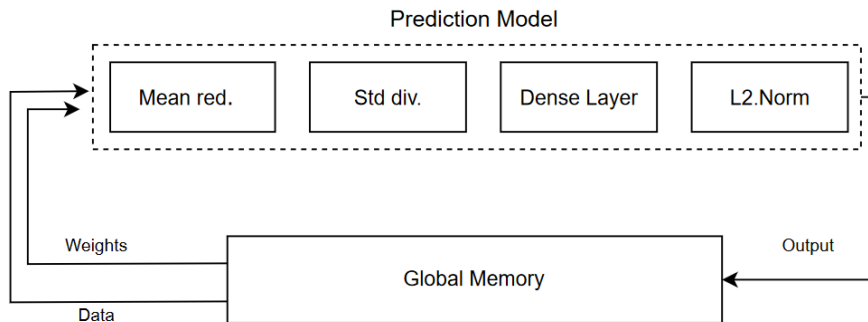 Prediction Model
Mean red.
Std div.
Dense Layer
L2.Norm
Weights
Output
Global Memory
Data